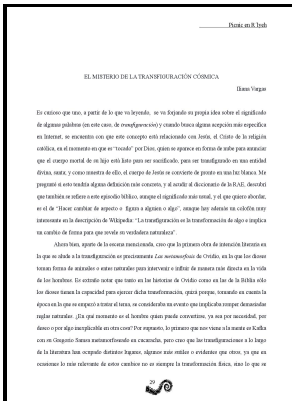 Picnic en R'lyeh
EL MISTERIO DE LA TRANSFIGURACIÓN CÓSMICA
Iliana Vargas
Es curioso que uno, a partir de lo que va leyendo, se va forjando su propia idea sobre el significado
de algunas palabras (en este caso, de transfiguración) y cuando busca alguna acepción más específica
en Internet, se encuentra con que este concepto está relacionado con Jesús, el Cristo de la religión
católica, en el momento en que es "tocado" por Dios, quien se aparece en forma de nube para anunciar
que el cuerpo mortal de su hijo está listo para ser sacrificado, para ser transfigurado en una entidad
divina, santa; y como muestra de ello, el cuerpo de Jesús se convierte de pronto en una luz blanca. Me
pregunté si esto tendría alguna definición más concreta, y al acudir al diccionario de la RAE, descubrí
que también se refiere a este episodio bíblico, aunque el significado más usual, y el que quiero abordar,
es el de "Hacer cambiar de aspecto o figura a alguien o algo", aunque hay además un colofón muy
interesante en la descripción de Wikipedia: "La transfiguración es la transformación de algo e implica
un cambio de forma para que revele su verdadera naturaleza".
Ahora bien, aparte de la escena mencionada, creo que la primera obra de intención literaria en
la que se alude a la transfiguración es precisamente Las metamorfosis de Ovidio, en la que los dioses
toman forma de animales o entes naturales para intervenir e influir de manera más directa en la vida
de los hombres. Es extraño notar que tanto en las historias de Ovidio como en las de la Biblia sólo
los dioses tienen la capacidad para ejercer dicha transformación, quizá porque, tomando en cuenta la
época en la que se empezó a tratar el tema, se consideraba un evento que implicaba romper demasiadas
reglas naturales. ¿En qué momento es el hombre quien puede convertirse, ya sea por necesidad, por
deseo o por algo inexplicable en otra cosa? Por supuesto, lo primero que nos viene a la mente es Kafka
con su Gregorio Samsa metamorfoseado en cucaracha, pero creo que las transfiguraciones a lo largo
de la literatura han ocupado distintos lugares, algunos más sutiles o evidentes que otros, ya que en
ocasiones lo más relevante de estos cambios no es siempre la transformación física, sino lo que se
29